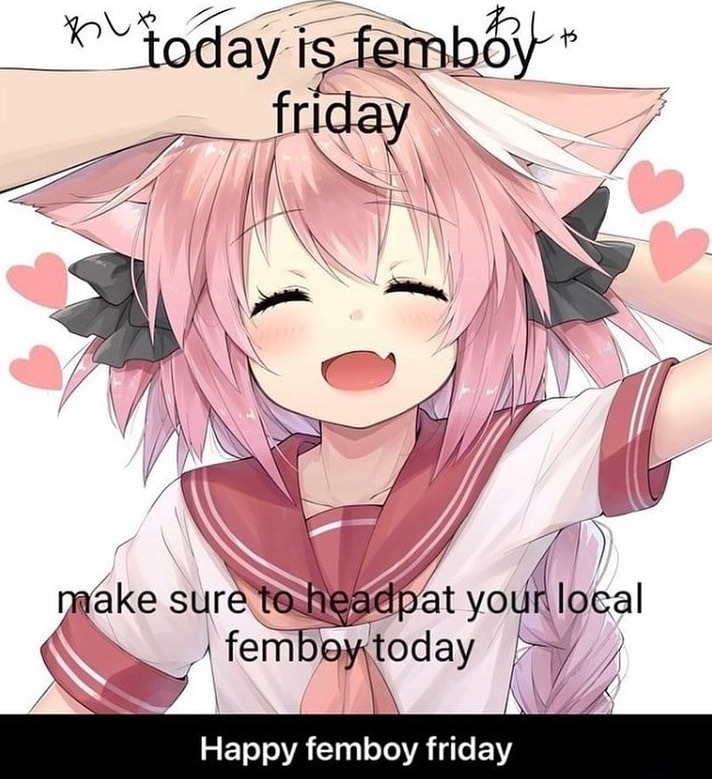 わしゃ わしゃ
today is femboy
friday
make sure to headpat your local
femboy today
Happy femboy friday